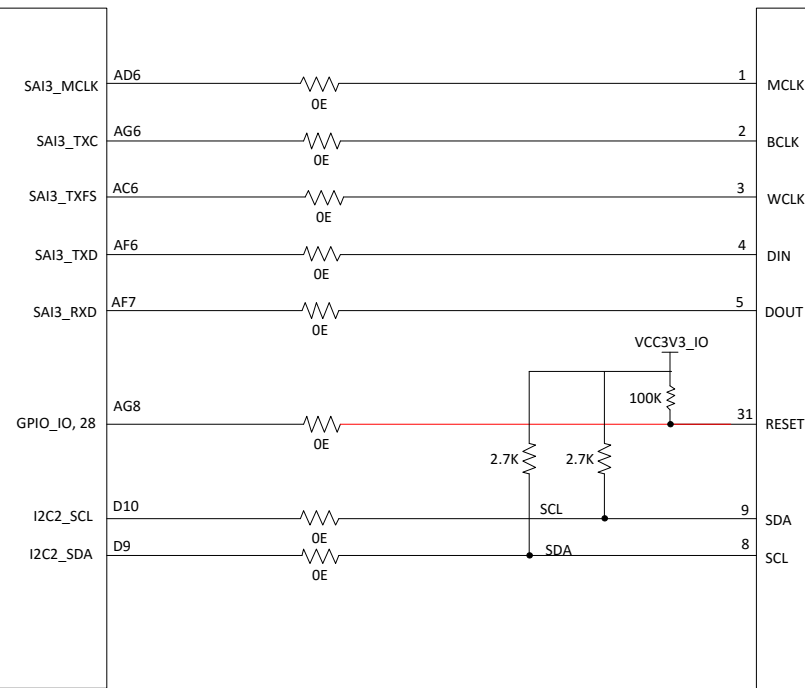 SAI3_MCLK AD6 0E 1 MCLK
SAI3_TXC AG6 0E 2 BCLK
SAI3_TXFS AC6 0E 3 WCLK
SAI3_TXD AF6 0E 4 DIN
SAI3_RXD AF7 0E 5 DOUT
VCC3V3_IO
100K
GPIO_IO, 28 AG8 0E 31 RESET
2.7K 2.7K
I2C2_SCL D10 0E SCL 9 SDA
I2C2_SDA D9 0E SDA 8 SCL